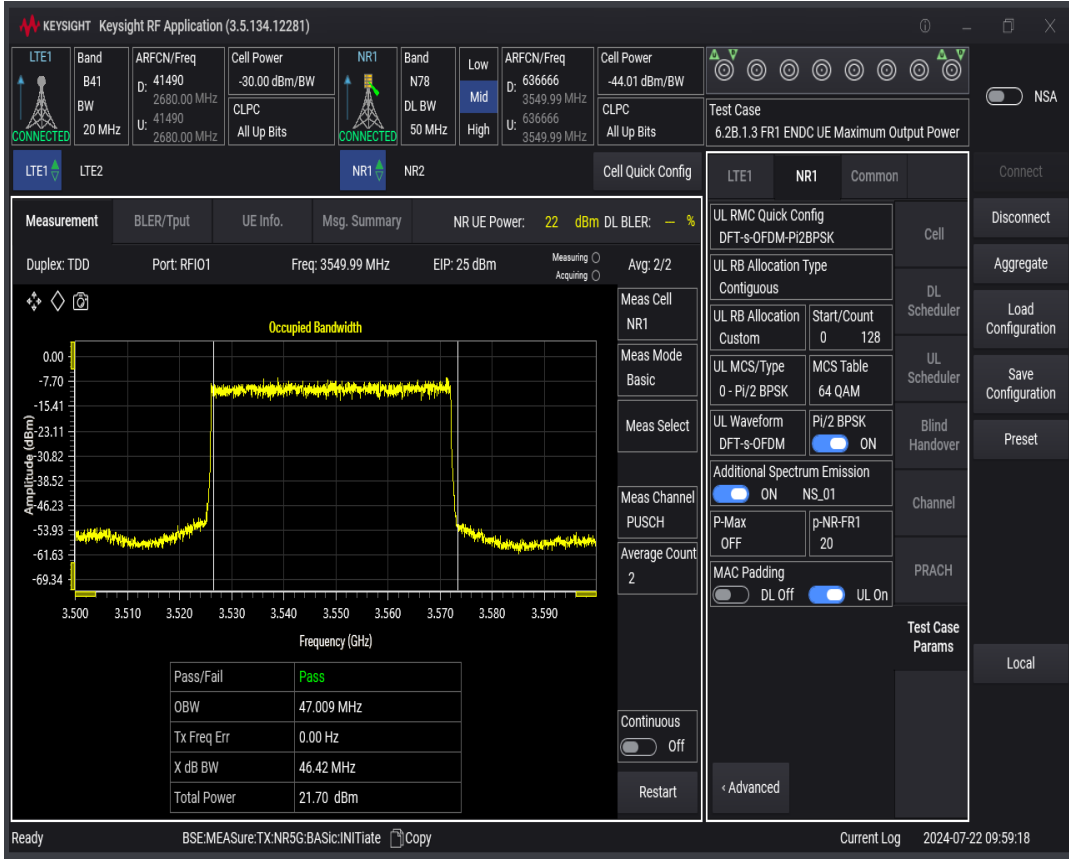 KEYSIGHT Keysight RF Application (3.5.134.12281)
LTE1
CONNECTED
Band
B41
BW
20 MHz
ARFCN/Freq
D: 41490
2680.00 MHz
U: 41490
2680.00 MHz
Cell Power
-30.00 dBm/BW
CLPC
All Up Bits
NR1
CONNECTED
Band
N78
DL BW
50 MHz
Low
Mid
High
ARFCN/Freq
D: 636666
3549.99 MHz
U: 636666
3549.99 MHz
Cell Power
-44.01 dBm/BW
CLPC
All Up Bits
Test Case
6.2B.1.3 FR1 ENDC UE Maximum Output Power
NSA
LTE1 LTE2 NR1 NR2 Cell Quick Config
Measurement BLER/Tput UE Info. Msg. Summary NR UE Power: 22 dBm DL BLER: --- %
Duplex: TDD Port: RFIO1 Freq: 3549.99 MHz EIP: 25 dBm Measuring Acquiring Avg: 2/2
Occupied Bandwidth
Amplitude (dBm)
0.00
-7.70
-15.41
-23.11
-30.82
-38.52
-46.23
-53.93
-61.63
-69.34
3.500 3.510 3.520 3.530 3.540 3.550 3.560 3.570 3.580 3.590
Frequency (GHz)
Pass/Fail Pass
OBW 47.009 MHz
Tx Freq Err 0.00 Hz
X dB BW 46.42 MHz
Total Power 21.70 dBm
Meas Cell
NR1
Meas Mode
Basic
Meas Select
Meas Channel
PUSCH
Average Count
2
Continuous
Off
Restart
LTE1 NR1 Common
UL RMC Quick Config
DFT-s-OFDM-Pi2BPSK
UL RB Allocation Type
Contiguous
UL RB Allocation
Custom
Start/Count
0 128
UL MCS/Type
0 - Pi/2 BPSK
MCS Table
64 QAM
UL Waveform
DFT-s-OFDM
Pi/2 BPSK
ON
Additional Spectrum Emission
ON NS_01
P-Max
OFF
p-NR-FR1
20
MAC Padding
DL Off UL On
‹ Advanced
Cell
DL
Scheduler
UL
Scheduler
Blind
Handover
Channel
PRACH
Test Case
Params
Connect
Disconnect
Aggregate
Load
Configuration
Save
Configuration
Preset
Local
Ready BSE:MEASure:TX:NR5G:BASic:INITiate Copy Current Log 2024-07-22 09:59:18